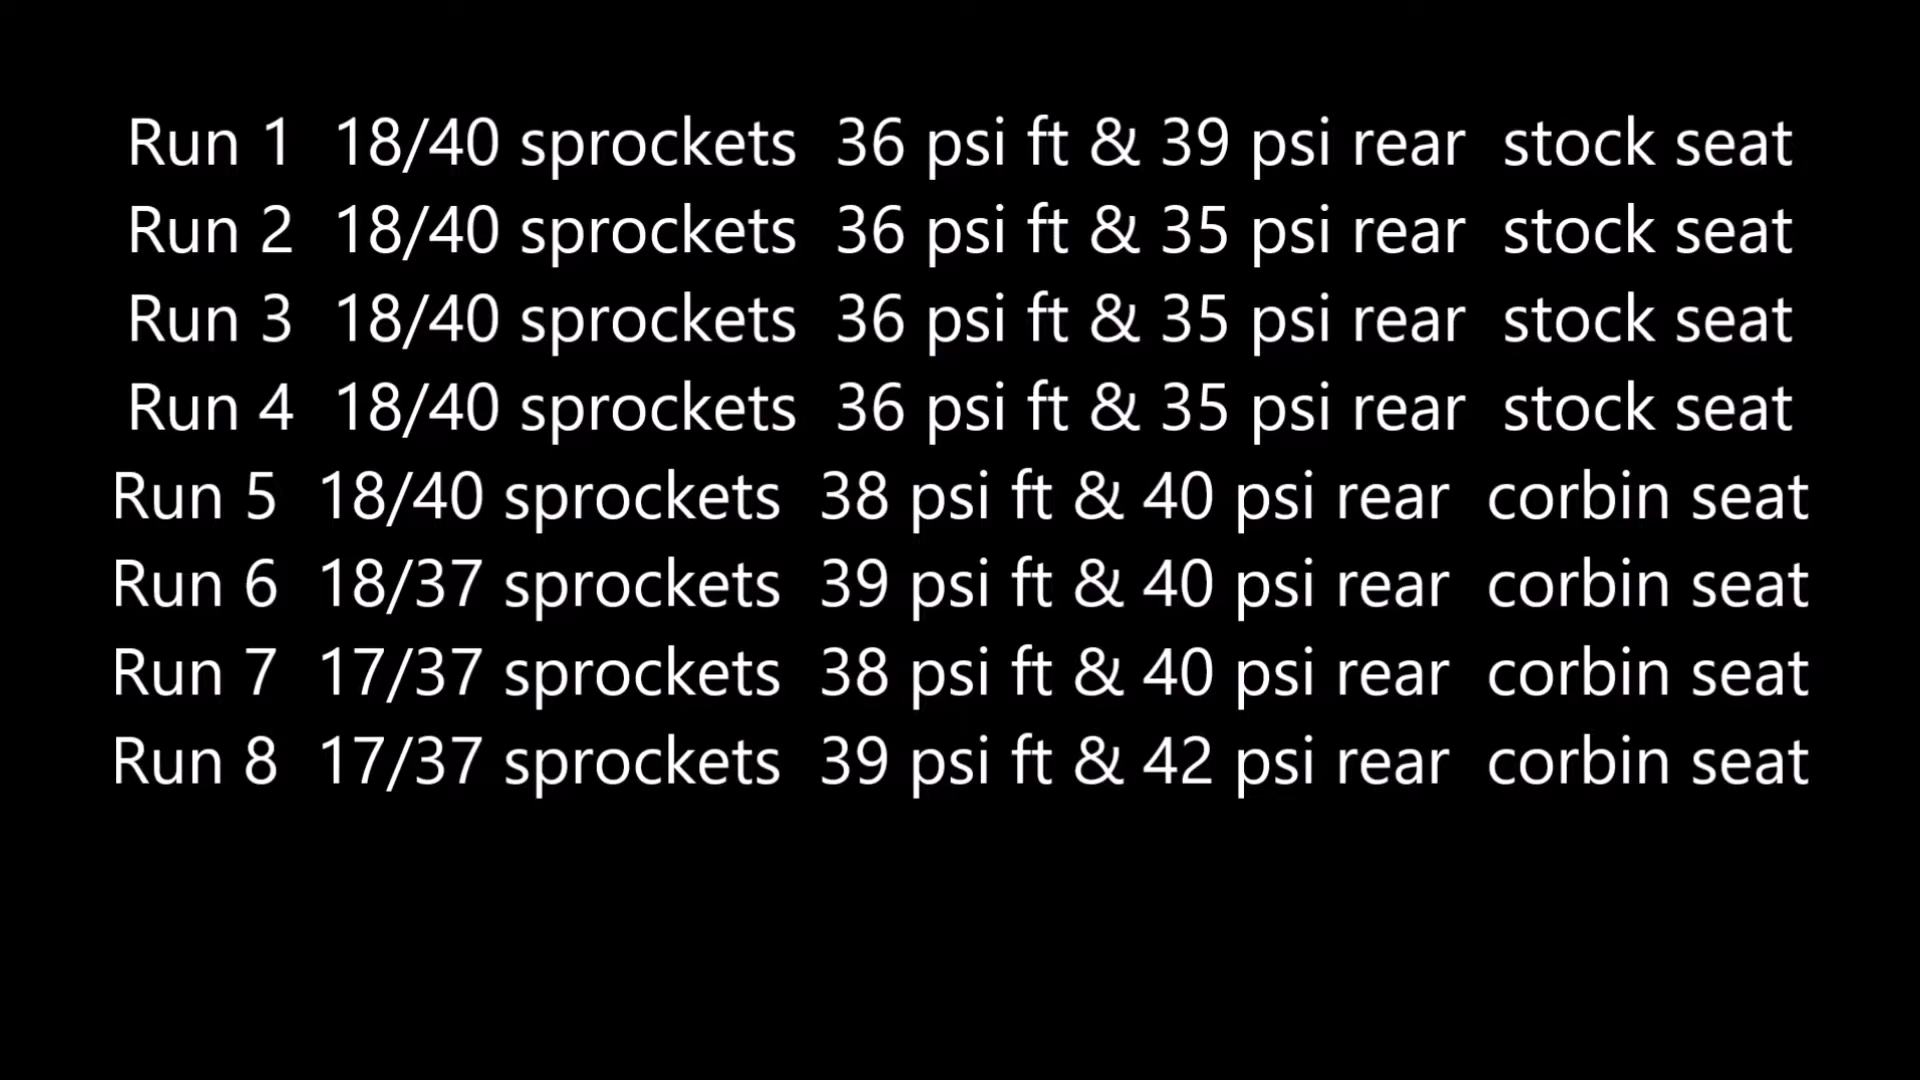 Run 1 18/40 sprockets 36 psi ft & 39 psi rear stock seat
Run 2 18/40 sprockets 36 psi ft & 35 psi rear stock seat
Run 3 18/40 sprockets 36 psi ft & 35 psi rear stock seat
Run 4 18/40 sprockets 36 psi ft & 35 psi rear stock seat
Run 5 18/40 sprockets 38 psi ft & 40 psi rear corbin seat
Run 6 18/37 sprockets 39 psi ft & 40 psi rear corbin seat
Run 7 17/37 sprockets 38 psi ft & 40 psi rear corbin seat
Run 8 17/37 sprockets 39 psi ft & 42 psi rear corbin seat